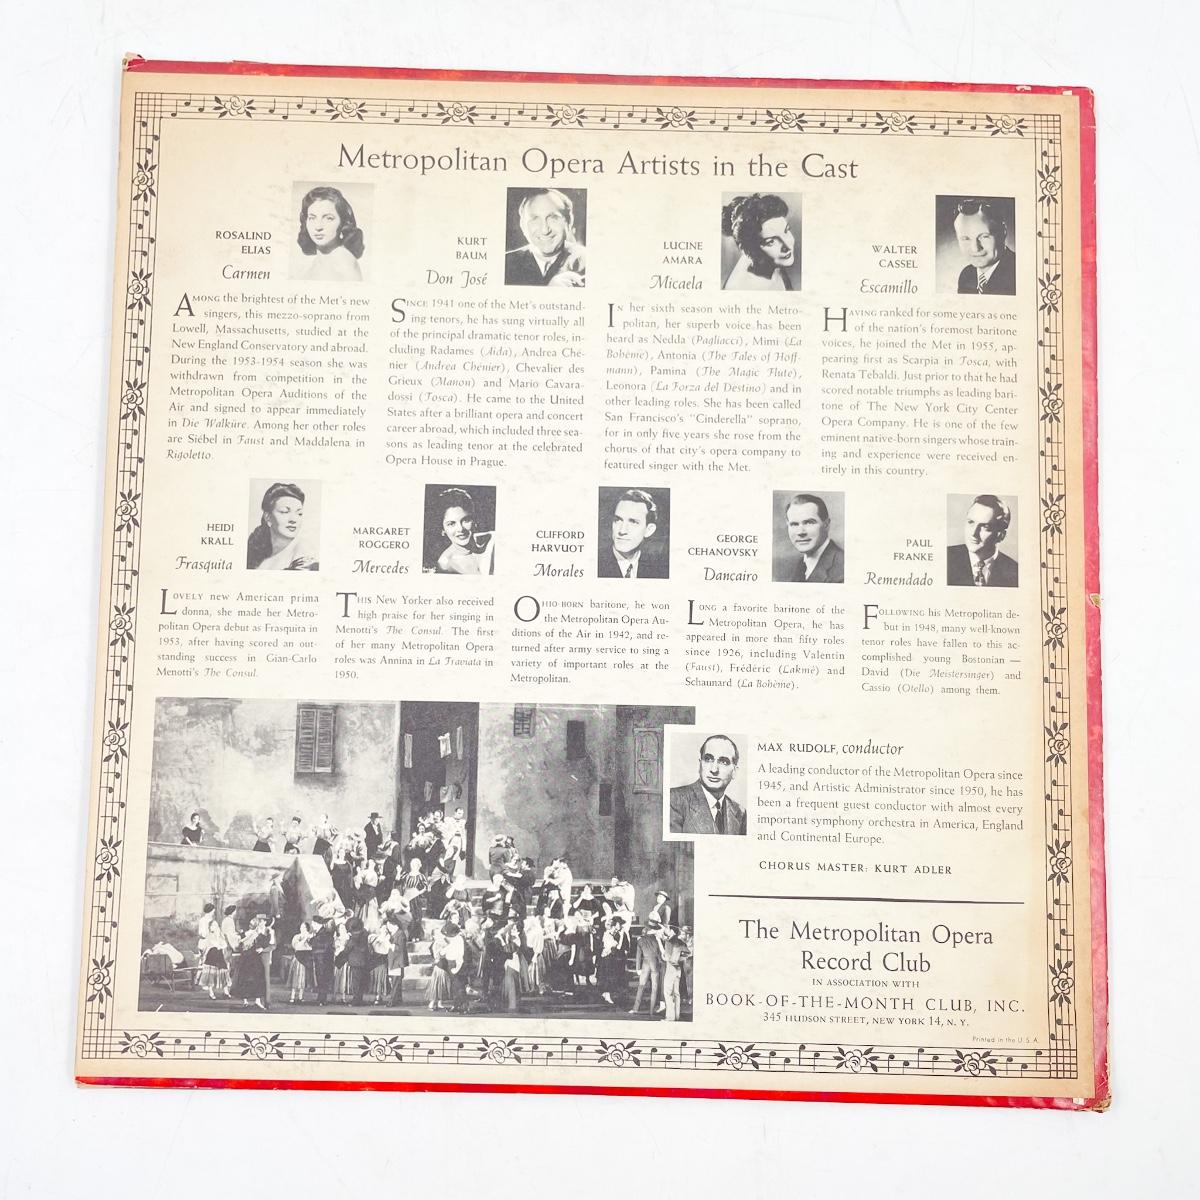 Metropolitan Opera Artists in the Cast
ROSALIND
ELIAS
Carmen
AMONG the brightest of the Met's new
singers, this mezzo-soprano from
Lowell, Massachusetts, studied at the
New England Conservatory and abroad.
During the 1953-1954 season she was
withdrawn from competition in the
Metropolitan Opera Auditions of the
Air and signed to appear immediately
in Die Walküre. Among her other roles
are Siébel in Faust and Maddalena in
Rigoletto.
KURT
BAUM
Don José
SINCE 1941 one of the Met's outstand-
ing tenors, he has sung virtually all
of the principal dramatic tenor roles, in-
cluding Radames (Aida), Andrea Ché-
nier (Andrea Chénier), Chevalier des
Grieux (Manon) and Mario Cavara-
dossi (Tosca). He came to the United
States after a brilliant opera and concert
career abroad, which included three sea-
sons as leading tenor at the celebrated
Opera House in Prague.
LUCINE
AMARA
Micaela
IN her sixth season with the Metro-
politan, her superb voice has been
heard as Nedda (Pagliacci), Mimi (La
Bohème), Antonia (The Tales of Hoff-
mann), Pamina (The Magic Flute),
Leonora (La Forza del Destino) and in
other leading roles. She has been called
San Francisco's "Cinderella" soprano,
for in only five years she rose from the
chorus of that city's opera company to
featured singer with the Met.
WALTER
CASSEL
Escamillo
HAVING ranked for some years as one
of the nation's foremost baritone
voices, he joined the Met in 1955, ap-
pearing first as Scarpia in Tosca, with
Renata Tebaldi. Just prior to that he had
scored notable triumphs as leading bari-
tone of The New York City Center
Opera Company. He is one of the few
eminent native-born singers whose train-
ing and experience were received en-
tirely in this country.
HEIDI
KRALL
Frasquita
LOVELY new American prima
donna, she made her Metro-
politan Opera debut as Frasquita in
1953, after having scored an out-
standing success in Gian-Carlo
Menotti's The Consul.
MARGARET
ROGGERO
Mercedes
THIS New Yorker also received
high praise for her singing in
Menotti's The Consul. The first
of her many Metropolitan Opera
roles was Annina in La Traviata in
1950.
CLIFFORD
HARVUOT
Morales
OHIO-BORN baritone, he won
the Metropolitan Opera Au-
ditions of the Air in 1942, and re-
turned after army service to sing a
variety of important roles at the
Metropolitan.
GEORGE
CEHANOVSKY
Dancairo
LONG a favorite baritone of the
Metropolitan Opera, he has
appeared in more than fifty roles
since 1926, including Valentin
(Faust), Frédéric (Lakmé) and
Schaunard (La Bohème).
PAUL
FRANKE
Remendado
FOLLOWING his Metropolitan de-
but in 1948, many well-known
tenor roles have fallen to this ac-
complished young Bostonian —
David (Die Meistersinger) and
Cassio (Otello) among them.
MAX RUDOLF, conductor
A leading conductor of the Metropolitan Opera since
1945, and Artistic Administrator since 1950, he has
been a frequent guest conductor with almost every
important symphony orchestra in America, England
and Continental Europe.
CHORUS MASTER: KURT ADLER
The Metropolitan Opera
Record Club
IN ASSOCIATION WITH
BOOK-OF-THE-MONTH CLUB, INC.
345 HUDSON STREET, NEW YORK 14, N. Y.
Printed in the U. S. A.